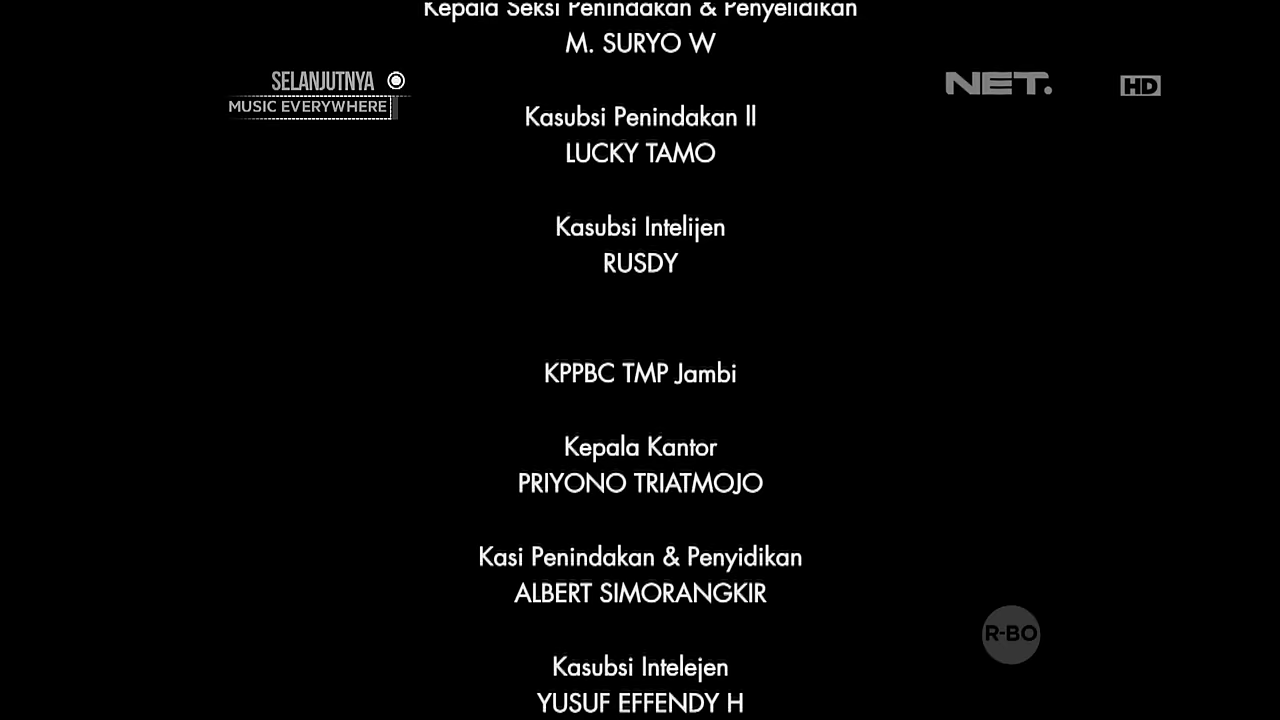 Kepala Seksi Penindakan & Penyelidikan
M. SURYO W
SELANJUTNYA
MUSIC EVERYWHERE
NET.
HD
Kasubsi Penindakan ll
LUCKY TAMO
Kasubsi Intelijen
RUSDY
KPPBC TMP Jambi
Kepala Kantor
PRIYONO TRIATMOJO
Kasi Penindakan & Penyidikan
ALBERT SIMORANGKIR
R-BO
Kasubsi Intelejen
YUSUF EFFENDY H